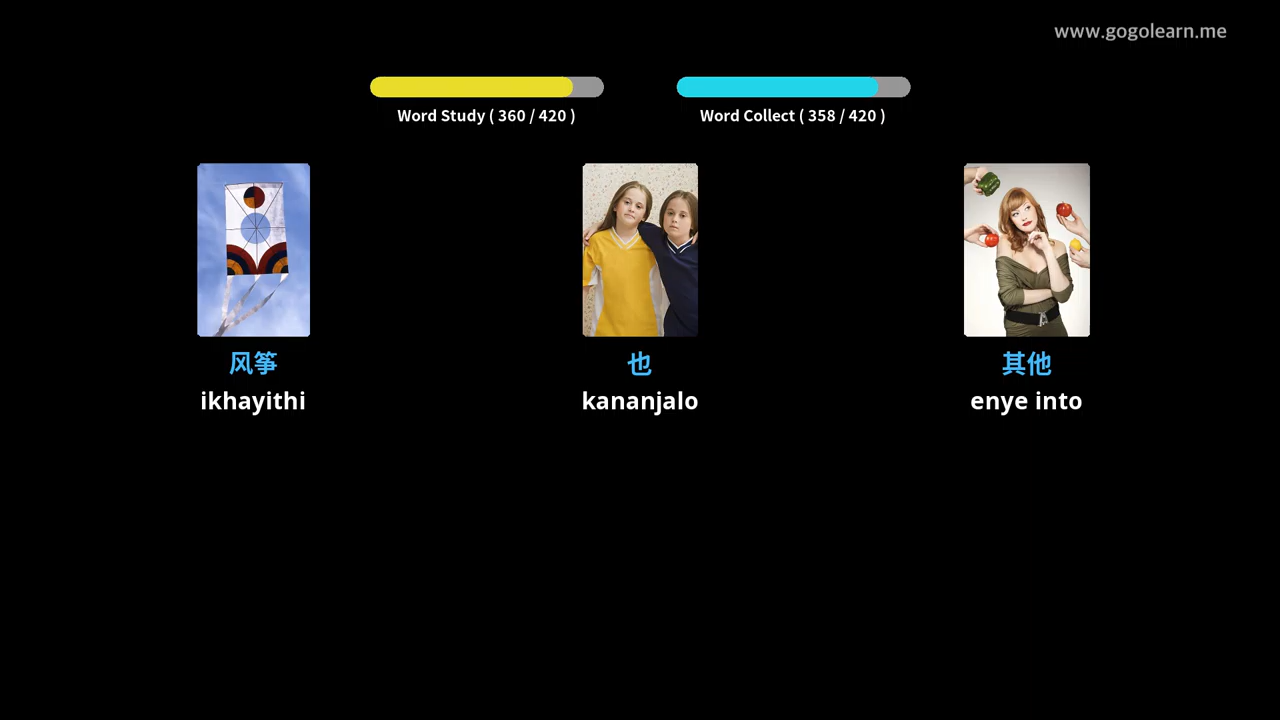 www.gogolearn.me
Word Study ( 360 / 420 )
Word Collect ( 358 / 420 )
风筝
也
其他
ikhayithi
kananjalo
enye into